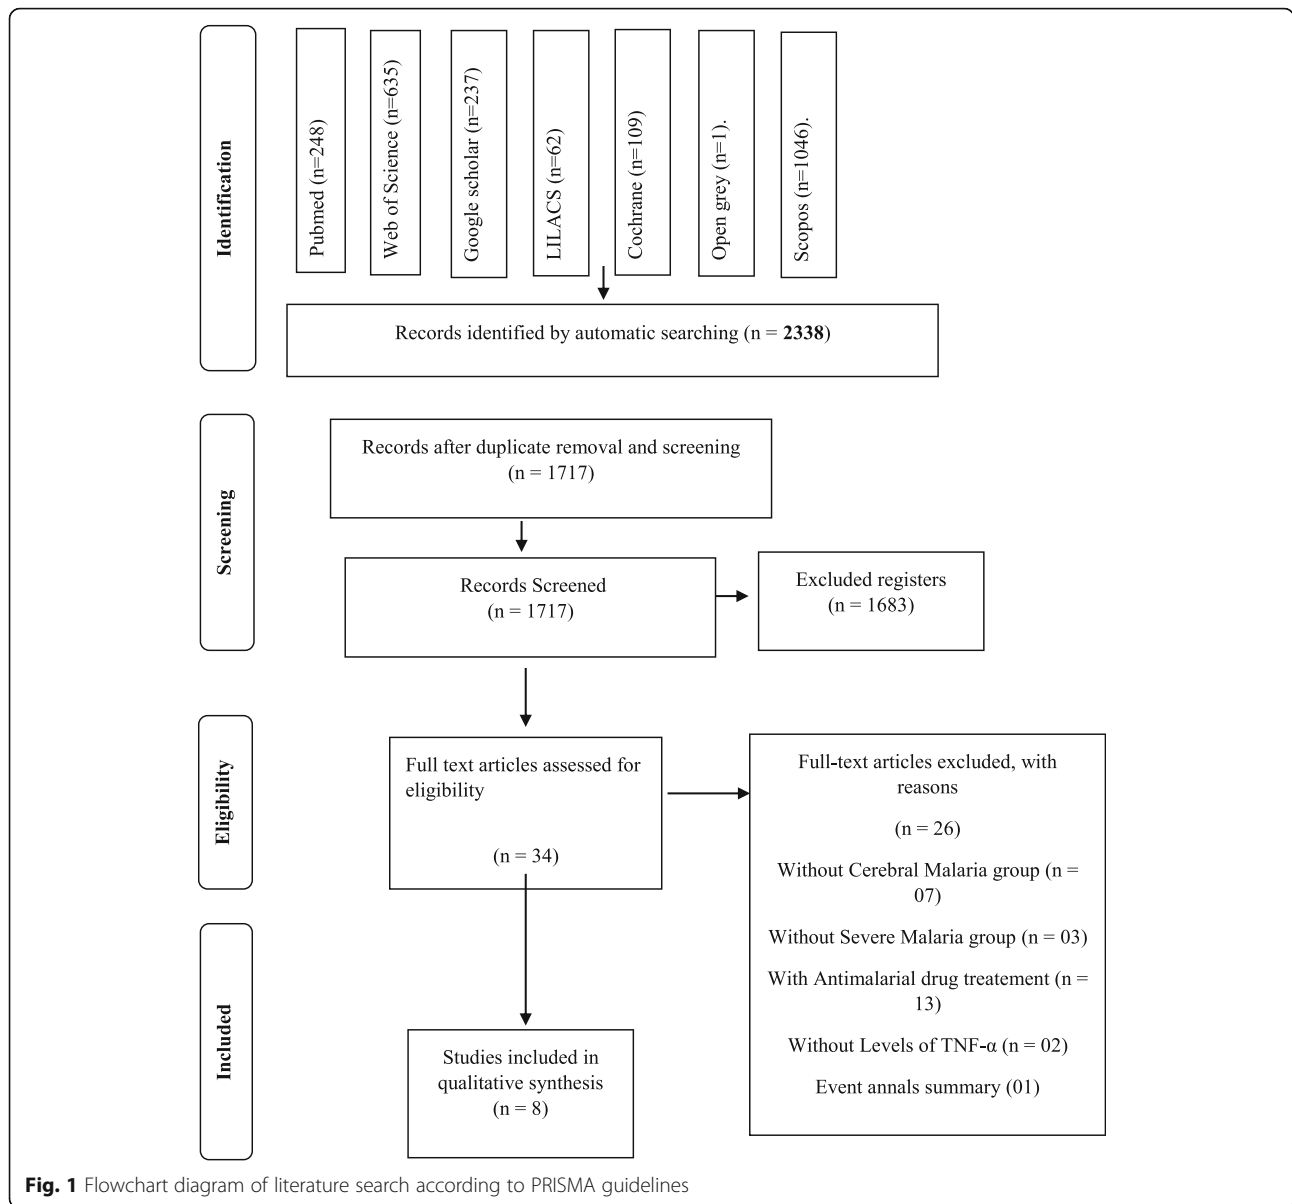 Identification
Pubmed (n=248)
Web of Science (n=635)
Google scholar (n=237)
LILACS (n=62)
Cochrane (n=109)
Open grey (n=1).
Scopos (n=1046).
Records identified by automatic searching (n = 2338)
Screening
Records after duplicate removal and screening
(n = 1717)
Records Screened
(n = 1717)
Excluded registers
(n = 1683)
Eligibility
Full text articles assessed for
eligibility
(n = 34)
Full-text articles excluded, with
reasons
(n = 26)
Without Cerebral Malaria group (n =
07)
Without Severe Malaria group (n = 03)
With Antimalarial drug treatement (n =
13)
Without Levels of TNF-α (n = 02)
Event annals summary (01)
Included
Studies included in
qualitative synthesis
(n = 8)
Fig. 1 Flowchart diagram of literature search according to PRISMA guidelines